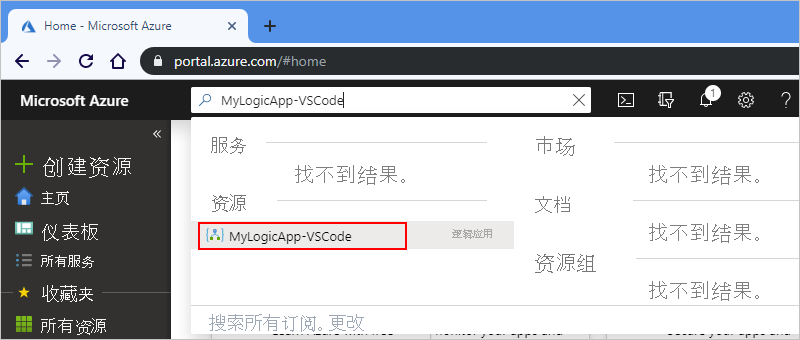 Home - Microsoft Azure
portal.azure.com/#home
Microsoft Azure
MyLogicApp-VSCode
1
创建资源
主页
仪表板
所有服务
收藏夹
所有资源
服务
找不到结果。
资源
MyLogicApp-VSCode
逻辑应用
市场
找不到结果。
文档
找不到结果。
资源组
找不到结果。
搜索所有订阅。更改